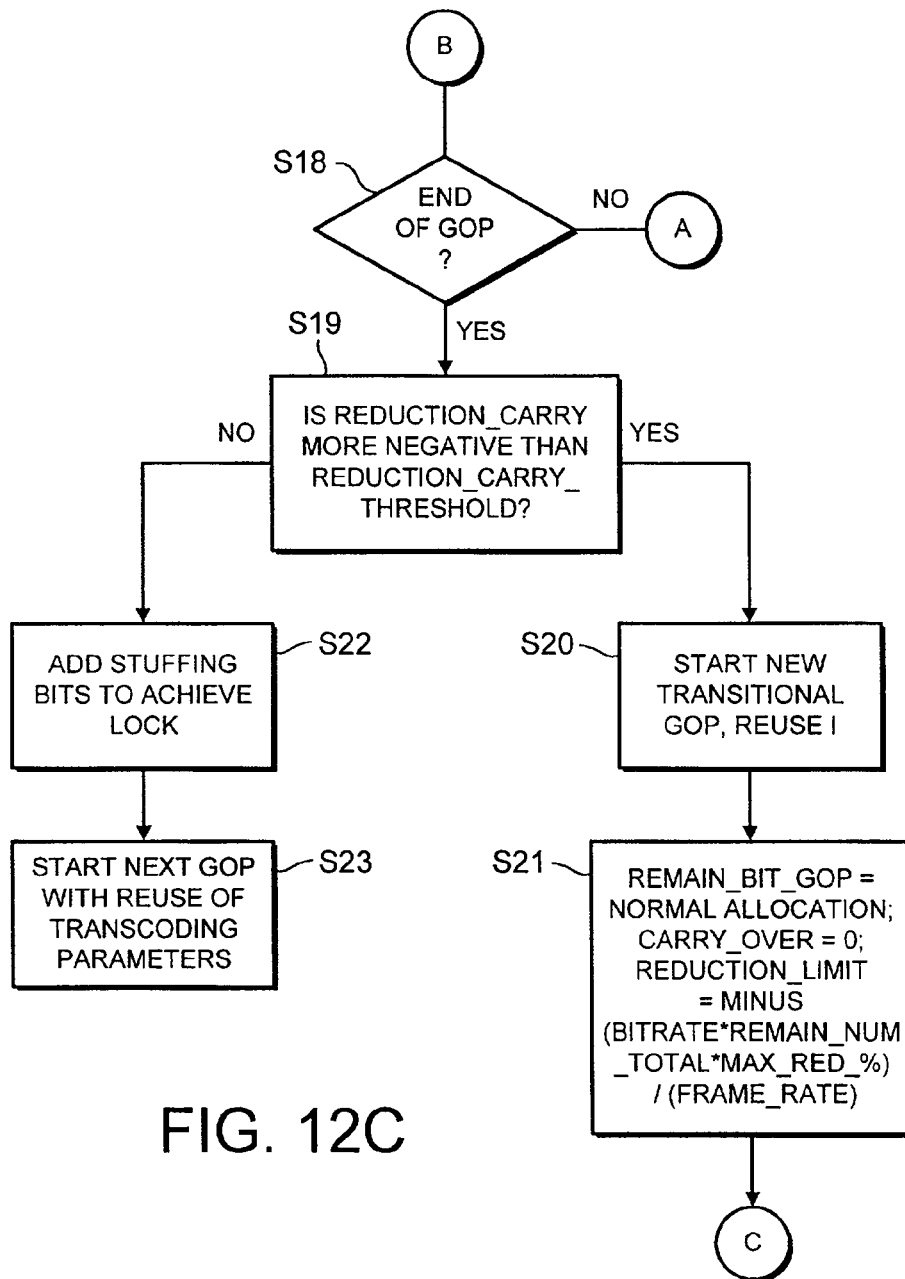 B
S18
END
OF GOP
?
NO
A
YES
S19
IS REDUCTION_CARRY
MORE NEGATIVE THAN
REDUCTION_CARRY_
THRESHOLD?
NO
YES
S22
ADD STUFFING
BITS TO ACHIEVE
LOCK
S20
START NEW
TRANSITIONAL
GOP, REUSE I
S23
START NEXT GOP
WITH REUSE OF
TRANSCODING
PARAMETERS
S21
REMAIN_BIT_GOP =
NORMAL ALLOCATION;
CARRY_OVER = 0;
REDUCTION_LIMIT
= MINUS
(BITRATE*REMAIN_NUM
_TOTAL*MAX_RED_%)
/ (FRAME_RATE)
FIG. 12C
C